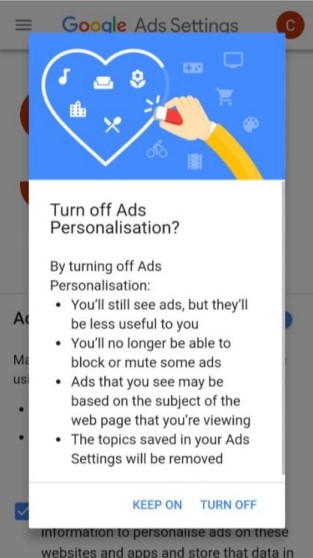 Google Ads Settings
C
Turn off Ads
Personalisation?
By turning off Ads
Personalisation:
• You'll still see ads, but they'll
be less useful to you
• You'll no longer be able to
block or mute some ads
• Ads that you see may be
based on the subject of the
web page that you're viewing
• The topics saved in your Ads
Settings will be removed
KEEP ON TURN OFF
information to personalise ads on these
websites and apps and store that data in